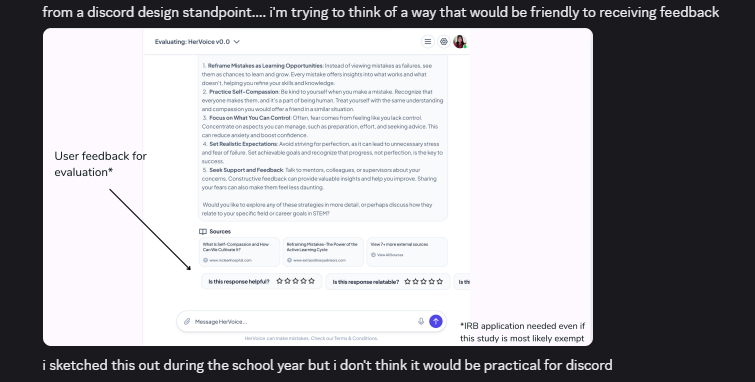 from a discord design standpoint.... i'm trying to think of a way that would be friendly to receiving feedback
Evaluating: HerVoice v0.0
1. Reframe Mistakes as Learning Opportunities: Instead of viewing mistakes as failures, see
them as chances to learn and grow. Every mistake offers insights into what works and what
doesn't, helping you refine your skills and knowledge.
2. Practice Self-Compassion: Be kind to yourself when you make a mistake. Recognize that
everyone makes them, and it's a part of being human. Treat yourself with the same understanding
and compassion you would offer a friend in a similar situation.
3. Focus on What You Can Control: Often, fear comes from feeling like you lack control.
Concentrate on aspects you can manage, such as preparation, effort, and seeking advice. This
can reduce anxiety and boost confidence.
4. Set Realistic Expectations: Avoid striving for perfection, as it can lead to unnecessary stress
and fear of failure. Set achievable goals and recognize that progress, not perfection, is the key to
success.
5. Seek Support and Feedback: Talk to mentors, colleagues, or supervisors about your
concerns. Constructive feedback can provide valuable insights and help you improve. Sharing
your fears can also make them feel less daunting.
Would you like to explore any of these strategies in more detail, or perhaps discuss how they
relate to your specific field or career goals in STEM?
User feedback for
evaluation*
Sources
What is Self-Compassion and How
Can We Cultivate It?
Reframing Mistakes-The Power of the
Active Learning Cycle
View 7+ more external sources
View All Sources
Is this response helpful?
Is this response relatable?
Is th
Message HerVoice...
HerVoice can make mistakes. Check our Terms & Conditions.
*IRB application needed even if
this study is most likely exempt
i sketched this out during the school year but i don't think it would be practical for discord